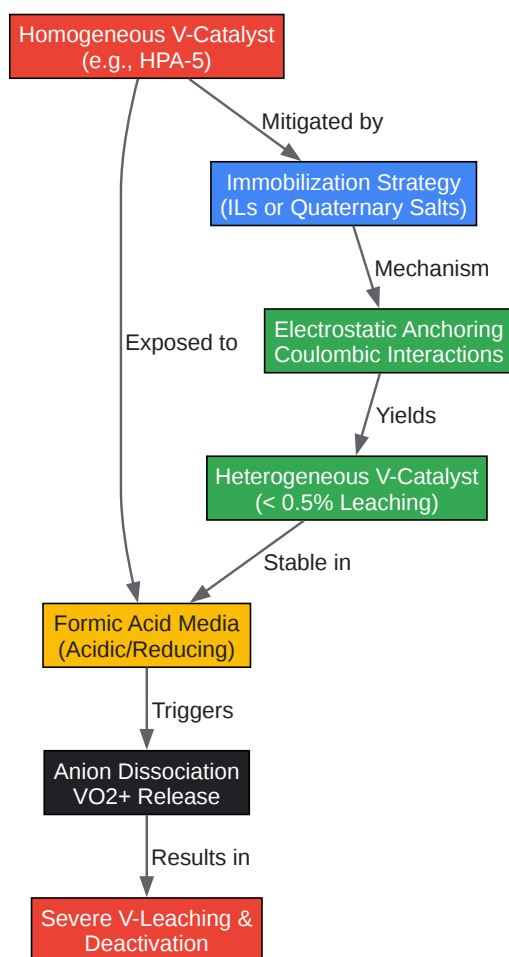 Homogeneous V-Catalyst
(e.g., HPA-5)
Mitigated by
Immobilization Strategy
(ILs or Quaternary Salts)
Mechanism
Electrostatic Anchoring
Coulombic Interactions
Exposed to
Yields
Heterogeneous V-Catalyst
(< 0.5% Leaching)
Stable in
Formic Acid Media
(Acidic/Reducing)
Triggers
Anion Dissociation
VO2+ Release
Results in
Severe V-Leaching &
Deactivation